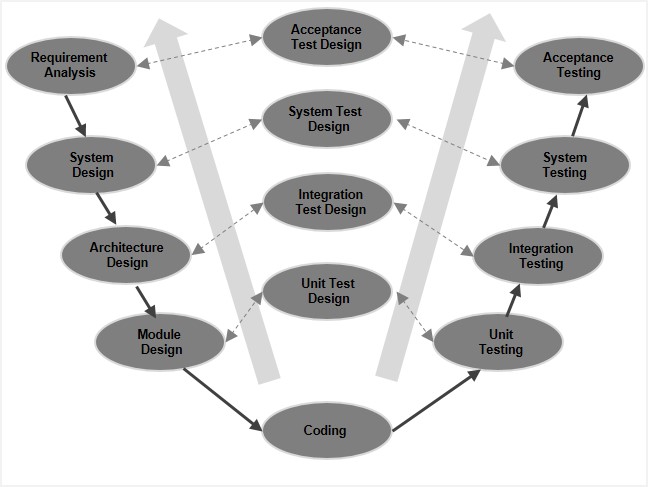 Acceptance
Test Design
Requirement
Analysis
Acceptance
Testing
System Test
Design
System
Design
System
Testing
Integration
Test Design
Architecture
Design
Integration
Testing
Unit Test
Design
Module
Design
Unit
Testing
Coding